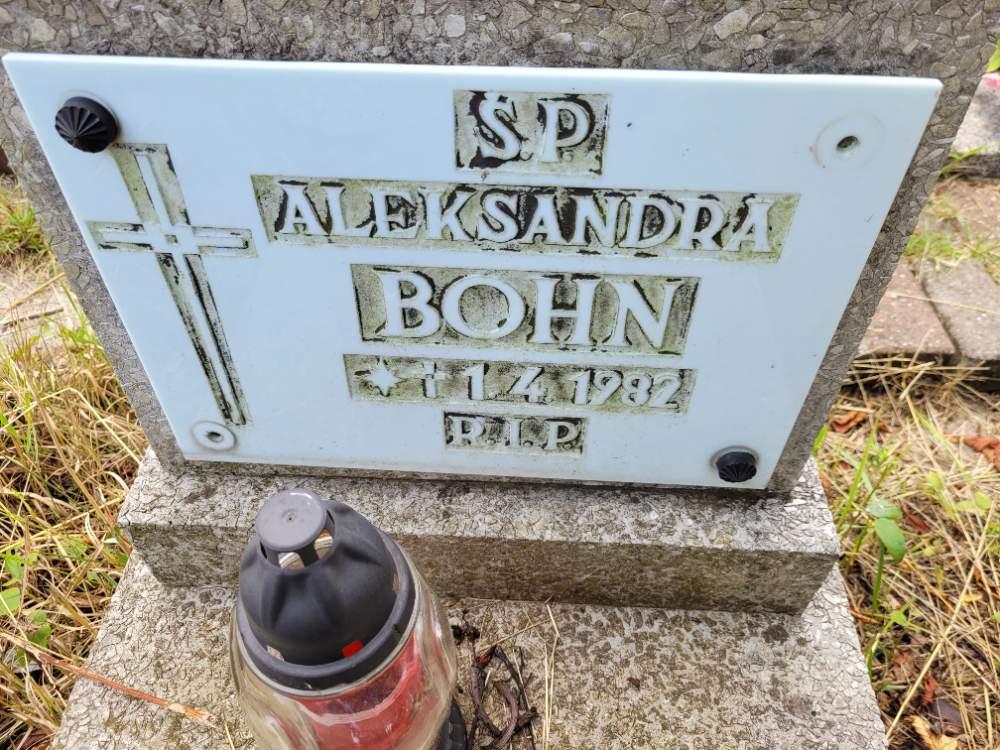 Ś.P.
ALEKSANDRA
BOHN
✶ † 1.4 1982
R.I.P.